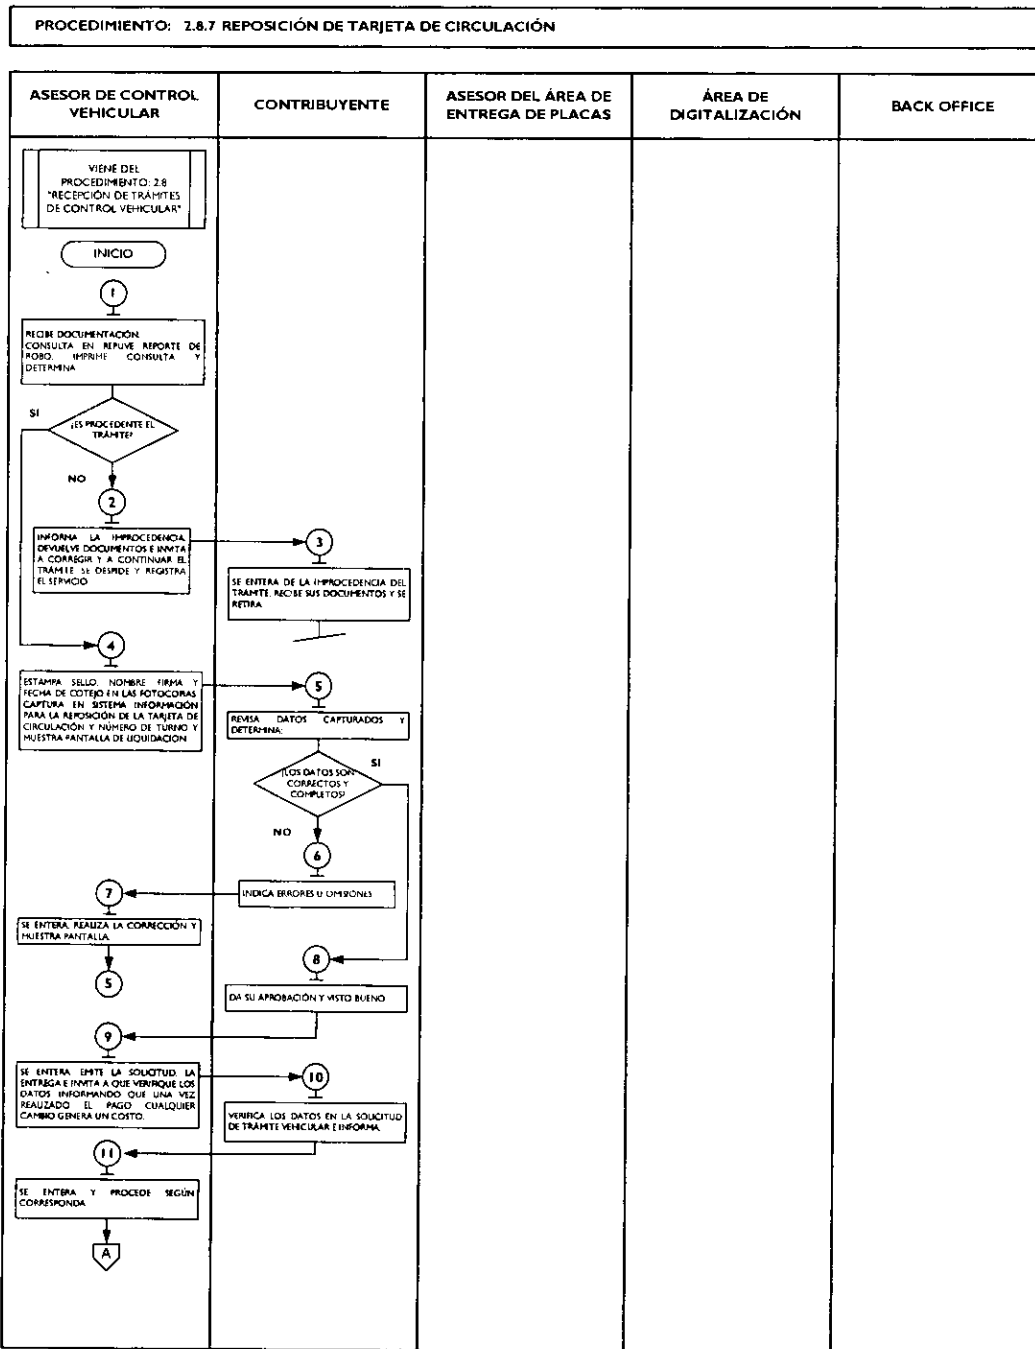 PROCEDIMIENTO: 2.8.7 REPOSICIÓN DE TARJETA DE CIRCULACIÓN
ASESOR DE CONTROL
VEHICULAR
CONTRIBUYENTE
ASESOR DEL ÁREA DE
ENTREGA DE PLACAS
ÁREA DE
DIGITALIZACIÓN
BACK OFFICE
VIENE DEL
PROCEDIMIENTO: 2.8
"RECEPCIÓN DE TRÁMITES
DE CONTROL VEHICULAR"
INICIO
1
RECIBE DOCUMENTACIÓN
CONSULTA EN REPUVE REPORTE DE
ROBO, IMPRIME CONSULTA Y
DETERMINA
SI
¿ES PROCEDENTE EL
TRÁMITE?
NO
2
INFORMA LA IMPROCEDENCIA,
DEVUELVE DOCUMENTOS E INVITA
A CORREGIR Y A CONTINUAR EL
TRÁMITE. SE DESPIDE Y REGISTRA
EL SERVICIO
3
SE ENTERA DE LA IMPROCEDENCIA DEL
TRÁMITE, RECIBE SUS DOCUMENTOS Y SE
RETIRA
4
ESTAMPA SELLO, NOMBRE FIRMA Y
FECHA DE COTEJO EN LAS FOTOCOPIAS
CAPTURA EN SISTEMA INFORMACIÓN
PARA LA REPOSICIÓN DE LA TARJETA DE
CIRCULACIÓN Y NÚMERO DE TURNO Y
MUESTRA PANTALLA DE LIQUIDACIÓN
5
REVISA DATOS CAPTURADOS Y
DETERMINA:
¿LOS DATOS SON
CORRECTOS Y
COMPLETOS?
SI
NO
6
INDICA ERRORES U OMISIONES
7
SE ENTERA, REALIZA LA CORRECCIÓN Y
MUESTRA PANTALLA
5
8
DA SU APROBACIÓN Y VISTO BUENO
9
SE ENTERA EMITE LA SOLICITUD, LA
ENTREGA E INVITA A QUE VERIFIQUE LOS
DATOS INFORMANDO QUE UNA VEZ
REALIZADO EL PAGO CUALQUIER
CAMBIO GENERA UN COSTO.
10
VERIFICA LOS DATOS EN LA SOLICITUD
DE TRÁMITE VEHICULAR E INFORMA
11
SE ENTERA Y PROCEDE SEGÚN
CORRESPONDA
A